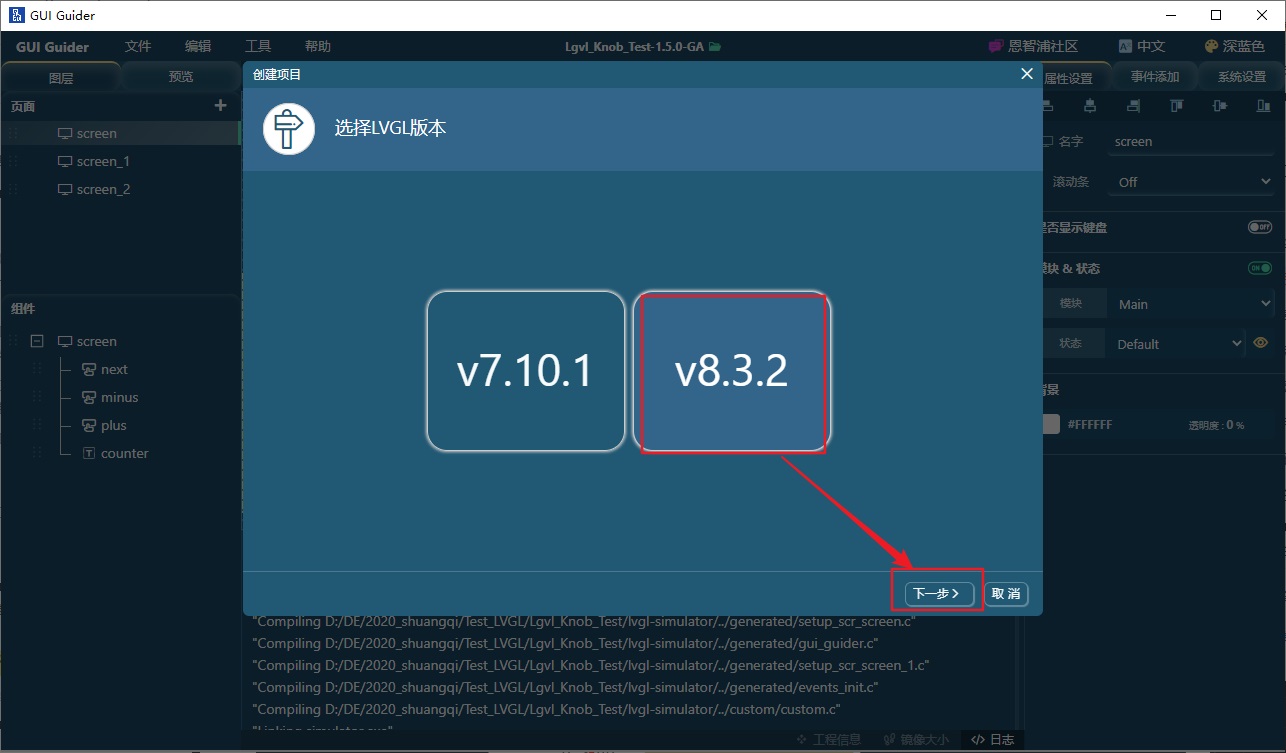 GUI Guider
GUI Guider 文件 编辑 工具 帮助 Lgvl_Knob_Test-1.5.0-GA 恩智浦社区 中文 深蓝色
图层 预览
创建项目
属性设置 事件添加 系统设置
页面 +
选择LVGL版本
screen
screen_1
screen_2
名字 screen
滚动条 Off
是否显示键盘 OFF
模块 & 状态 ON
模块 Main
状态 Default
背景
#FFFFFF 透明度 : 0 %
组件
screen
next
minus
plus
counter
v7.10.1 v8.3.2
下一步 > 取 消
"Compiling D:/DE/2020_shuangqi/Test_LVGL/Lgvl_Knob_Test/lvgl-simulator/../generated/setup_scr_screen.c"
"Compiling D:/DE/2020_shuangqi/Test_LVGL/Lgvl_Knob_Test/lvgl-simulator/../generated/gui_guider.c"
"Compiling D:/DE/2020_shuangqi/Test_LVGL/Lgvl_Knob_Test/lvgl-simulator/../generated/setup_scr_screen_1.c"
"Compiling D:/DE/2020_shuangqi/Test_LVGL/Lgvl_Knob_Test/lvgl-simulator/../generated/events_init.c"
"Compiling D:/DE/2020_shuangqi/Test_LVGL/Lgvl_Knob_Test/lvgl-simulator/../custom/custom.c"
"Linking simulator.exe"
工程信息 镜像大小 </> 日志